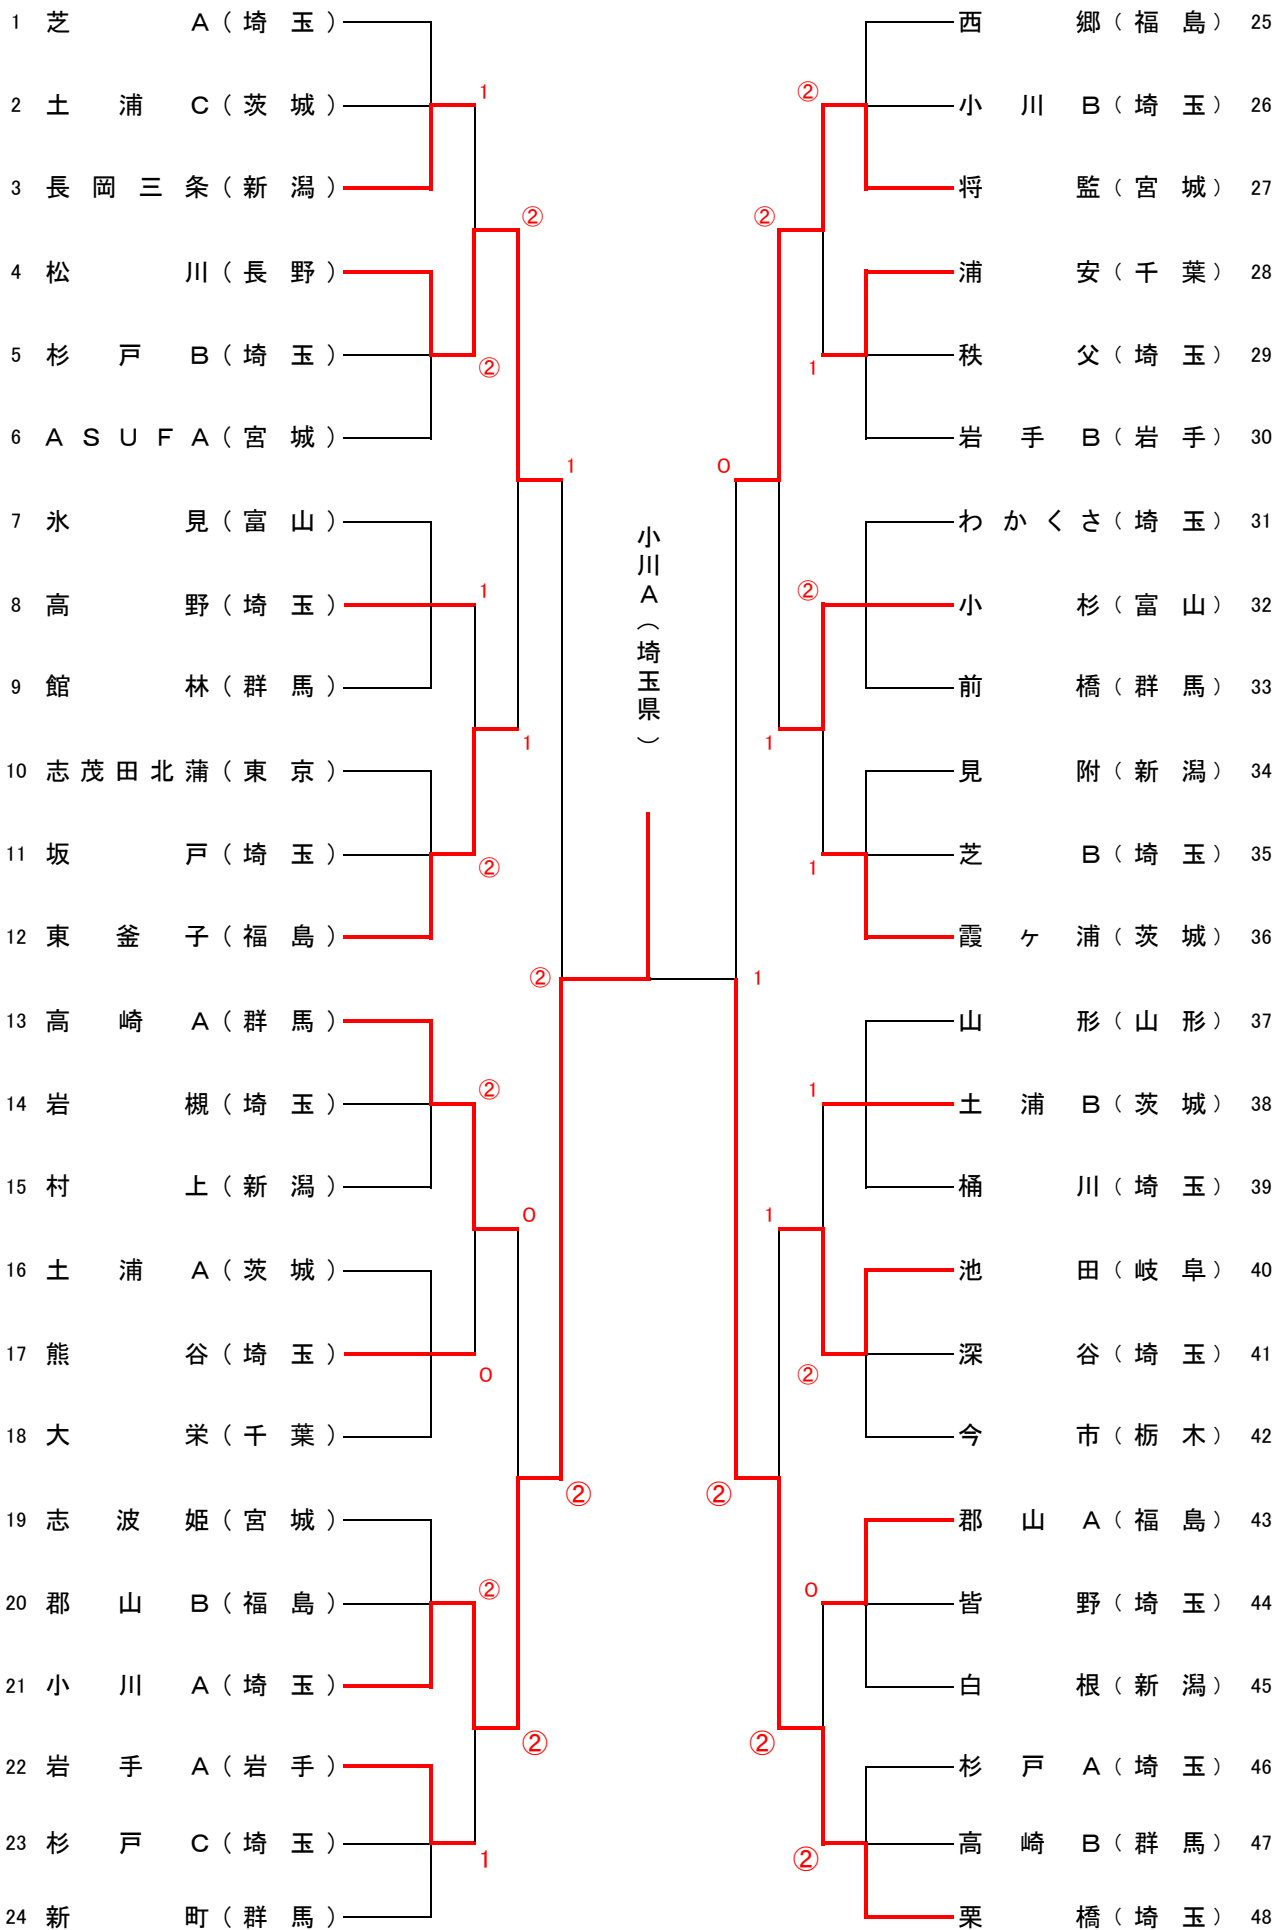 1 芝 A（埼 玉）
2 土 浦 C（茨 城）
3 長 岡 三 条（新 潟）
4 松 川（長 野）
5 杉 戸 B（埼 玉）
6 A S U F A（宮 城）
7 氷 見（富 山）
8 高 野（埼 玉）
9 館 林（群 馬）
10 志 茂 田 北 蒲（東 京）
11 坂 戸（埼 玉）
12 東 釜 子（福 島）
13 高 崎 A（群 馬）
14 岩 槻（埼 玉）
15 村 上（新 潟）
16 土 浦 A（茨 城）
17 熊 谷（埼 玉）
18 大 栄（千 葉）
19 志 波 姫（宮 城）
20 郡 山 B（福 島）
21 小 川 A（埼 玉）
22 岩 手 A（岩 手）
23 杉 戸 C（埼 玉）
24 新 町（群 馬）
1
②
1
②
②
0
②
1
②
1
0
②
1
②
②
小川A（埼玉県）
1
0
②
②
1
1
②
②
1
②
1
1
②
0
②
西 郷（福 島） 25
小 川 B（埼 玉） 26
将 監（宮 城） 27
浦 安（千 葉） 28
秩 父（埼 玉） 29
岩 手 B（岩 手） 30
わ か く さ（埼 玉） 31
小 杉（富 山） 32
前 橋（群 馬） 33
見 附（新 潟） 34
芝 B（埼 玉） 35
霞 ヶ 浦（茨 城） 36
山 形（山 形） 37
土 浦 B（茨 城） 38
桶 川（埼 玉） 39
池 田（岐 阜） 40
深 谷（埼 玉） 41
今 市（栃 木） 42
郡 山 A（福 島） 43
皆 野（埼 玉） 44
白 根（新 潟） 45
杉 戸 A（埼 玉） 46
高 崎 B（群 馬） 47
栗 橋（埼 玉） 48